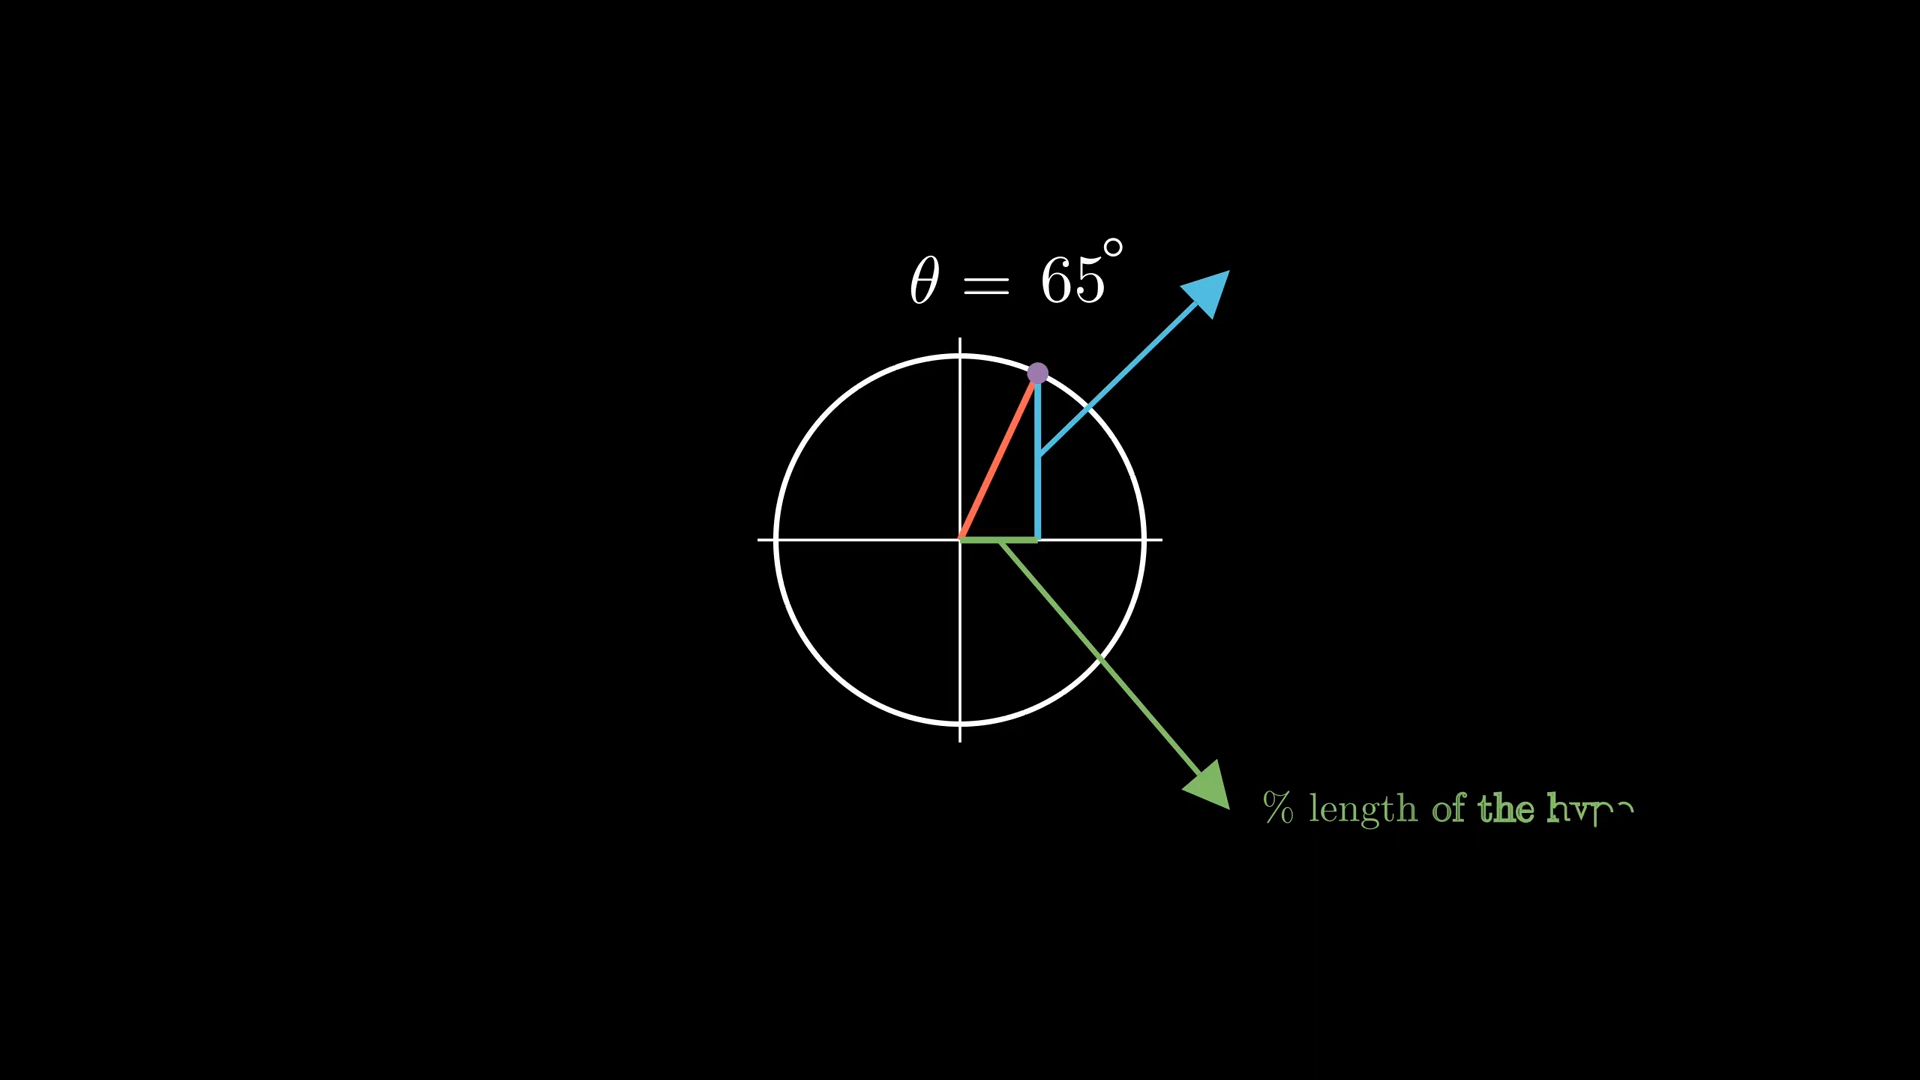 θ = 65°
% length of the